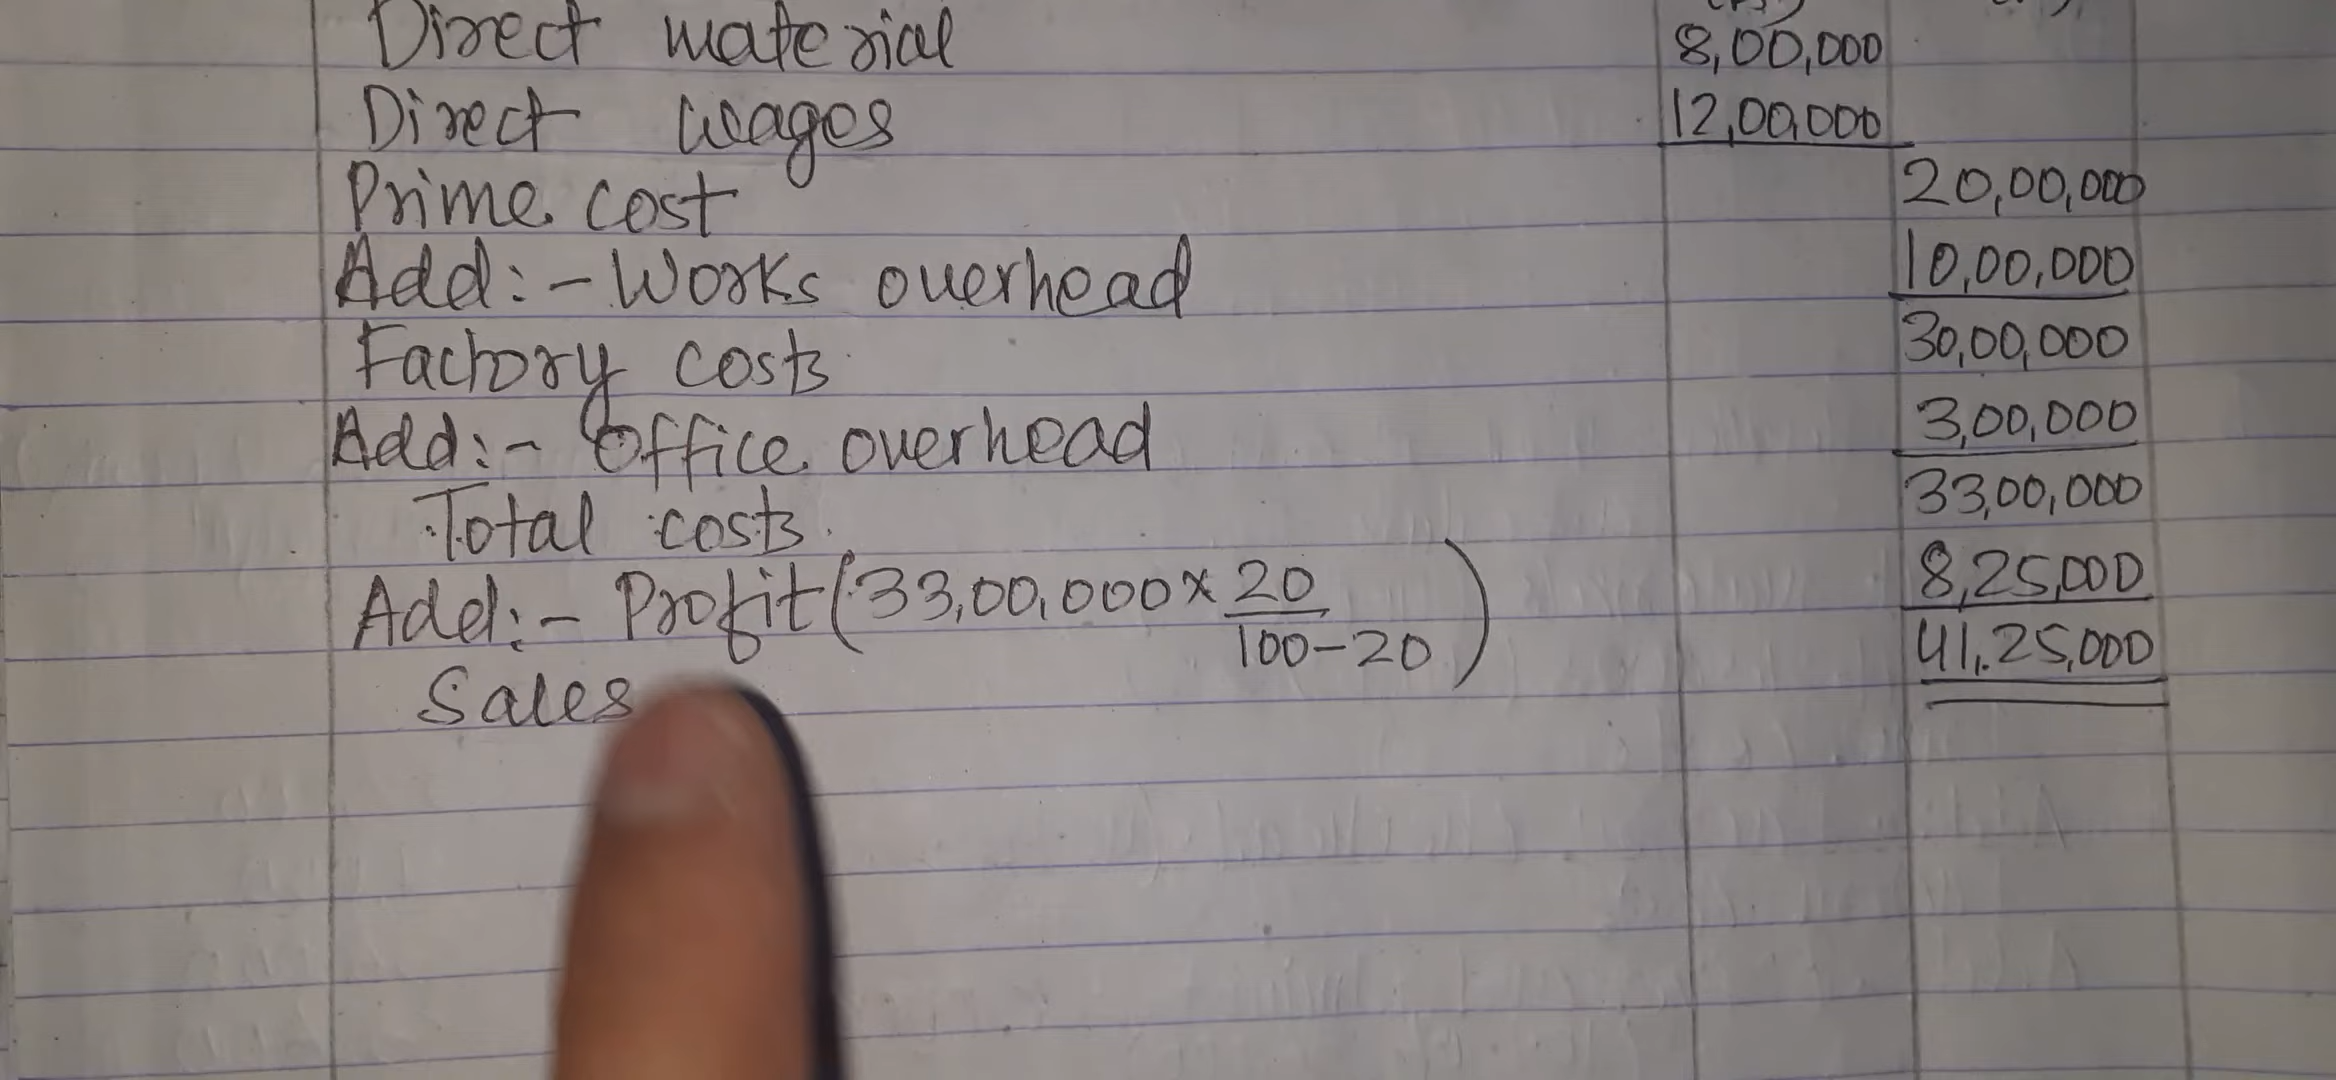 Direct material 8,00,000
Direct wages 12,00,000
Prime cost 20,00,000
Add:- Works overhead 10,00,000
Factory costs 30,00,000
Add:- Office overhead 3,00,000
Total costs 33,00,000
Add:- Profit (33,00,000 × 20/100-20) 8,25,000
Sales 41,25,000